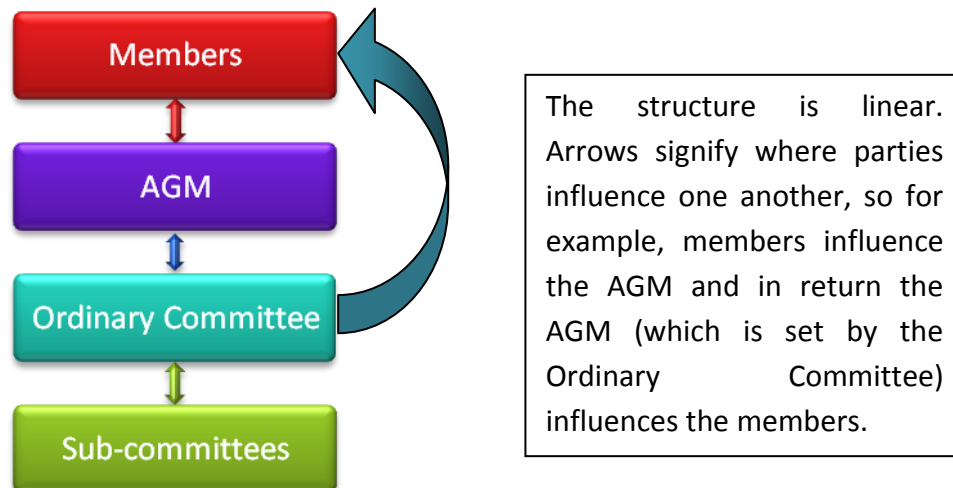 Members
AGM
Ordinary Committee
Sub-committees
The structure is linear.
Arrows signify where parties
influence one another, so for
example, members influence
the AGM and in return the
AGM (which is set by the
Ordinary Committee)
influences the members.